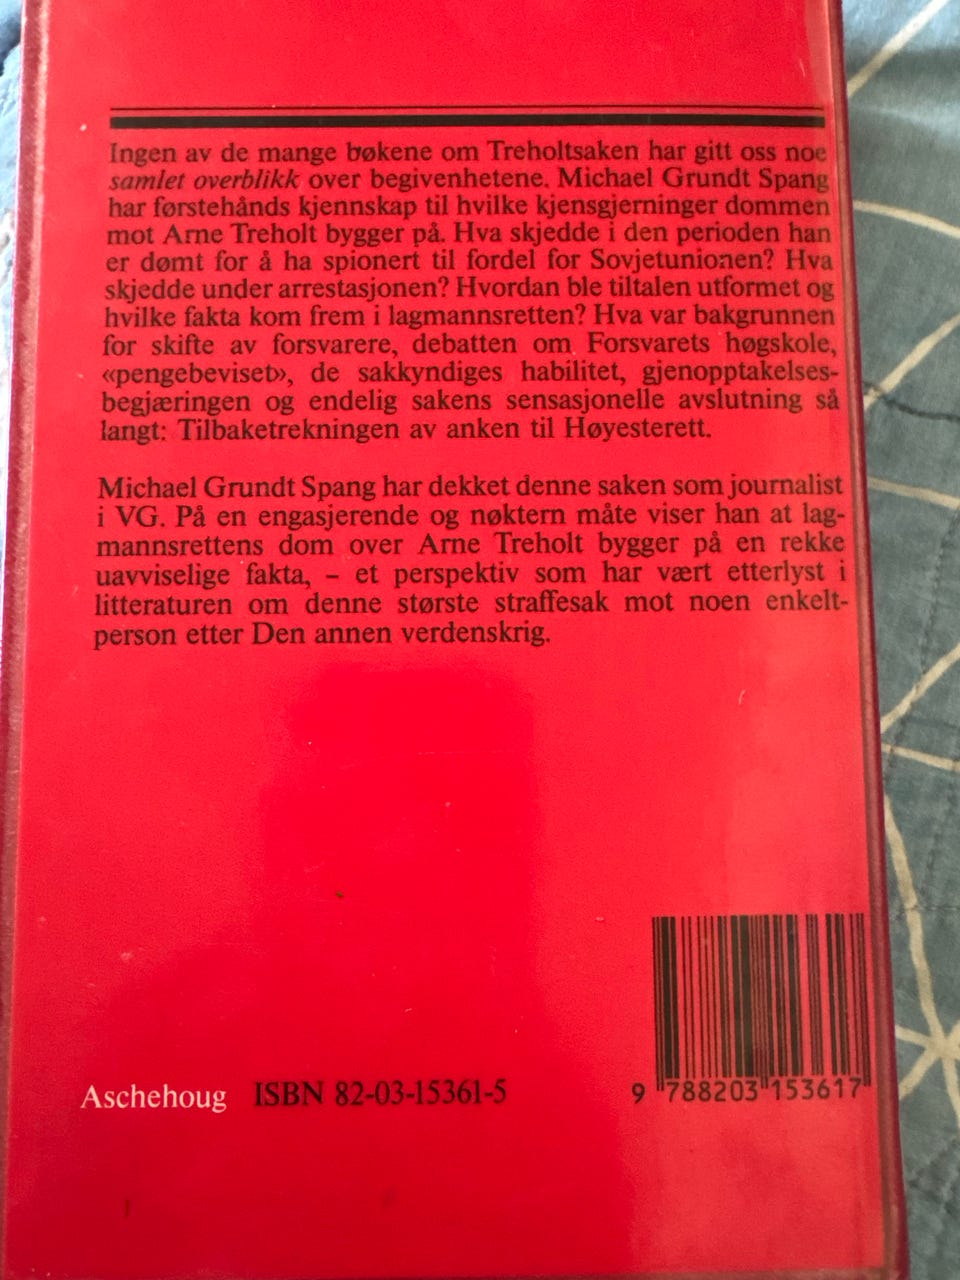 Ingen av de mange bøkene om Treholtsaken har gitt oss noe
samlet overblikk over begivenhetene. Michael Grundt Spang
har førstehånds kjennskap til hvilke kjensgjerninger dommen
mot Arne Treholt bygger på. Hva skjedde i den perioden han
er dømt for å ha spionert til fordel for Sovjetunionen? Hva
skjedde under arrestasjonen? Hvordan ble tiltalen utformet og
hvilke fakta kom frem i lagmannsretten? Hva var bakgrunnen
for skifte av forsvarere, debatten om Forsvarets høgskole,
«pengebeviset», de sakkyndiges habilitet, gjenopptakelses-
begjæringen og endelig sakens sensasjonelle avslutning så
langt: Tilbaketrekningen av anken til Høyesterett.
Michael Grundt Spang har dekket denne saken som journalist
i VG. På en engasjerende og nøktern måte viser han at lag-
mannsrettens dom over Arne Treholt bygger på en rekke
uavviselige fakta, – et perspektiv som har vært etterlyst i
litteraturen om denne største straffesak mot noen enkelt-
person etter Den annen verdenskrig.
Aschehoug ISBN 82-03-15361-5
9 788203 153617